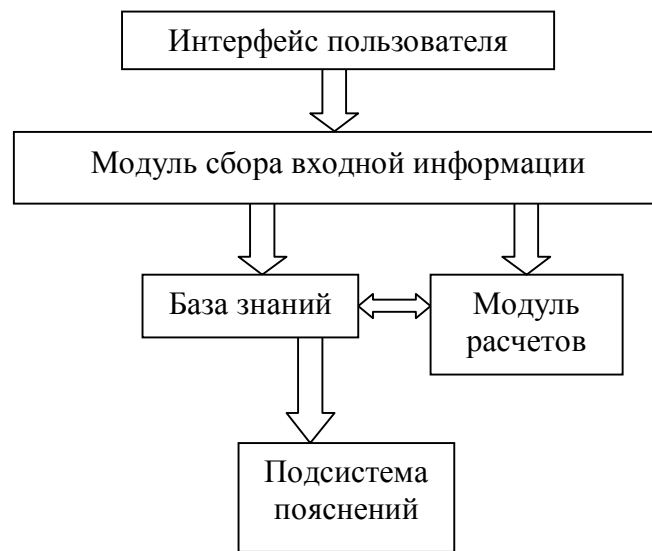 Интерфейс пользователя
Модуль сбора входной информации
База знаний
Модуль
расчетов
Подсистема
пояснений